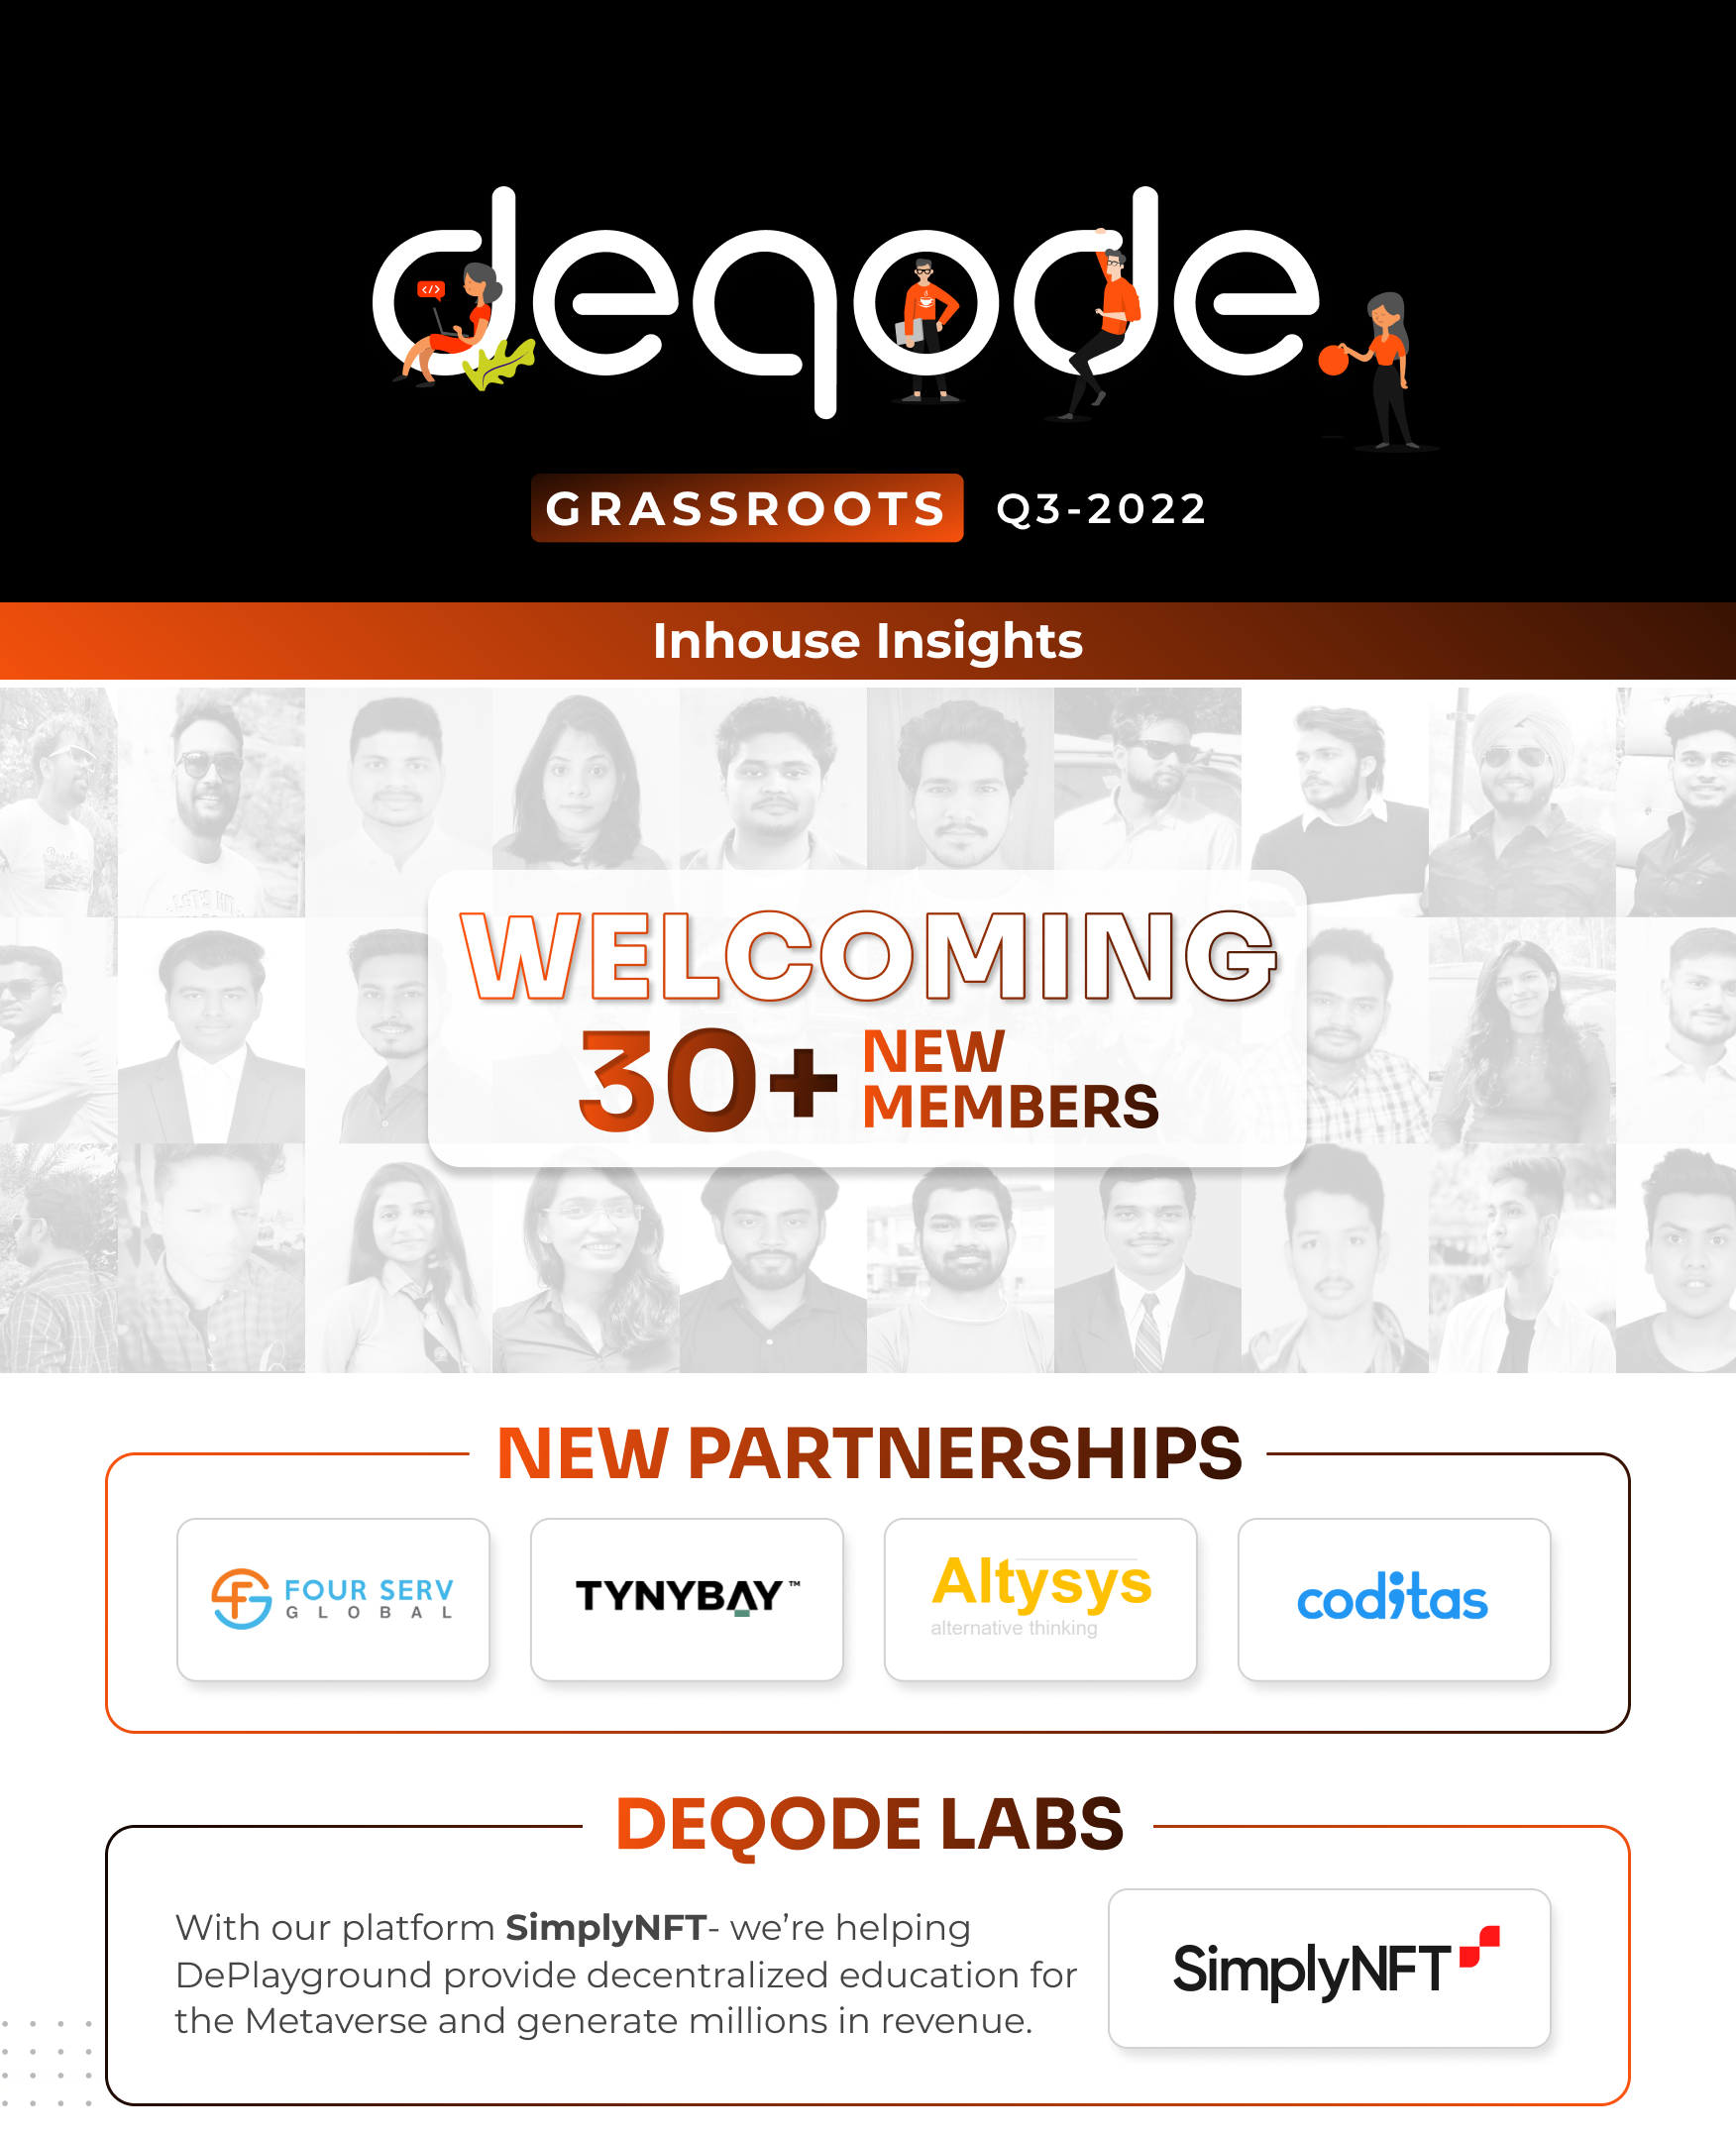 deqode
</>
GRASSROOTS Q3-2022
Inhouse Insights
WELCOMING
30+ NEW
MEMBERS
NEW PARTNERSHIPS
FOUR SERV
GLOBAL
TYNYBAY™
Altysys
alternative thinking
coditas
DEQODE LABS
With our platform SimplyNFT- we’re helping
DePlayground provide decentralized education for
the Metaverse and generate millions in revenue.
SimplyNFT